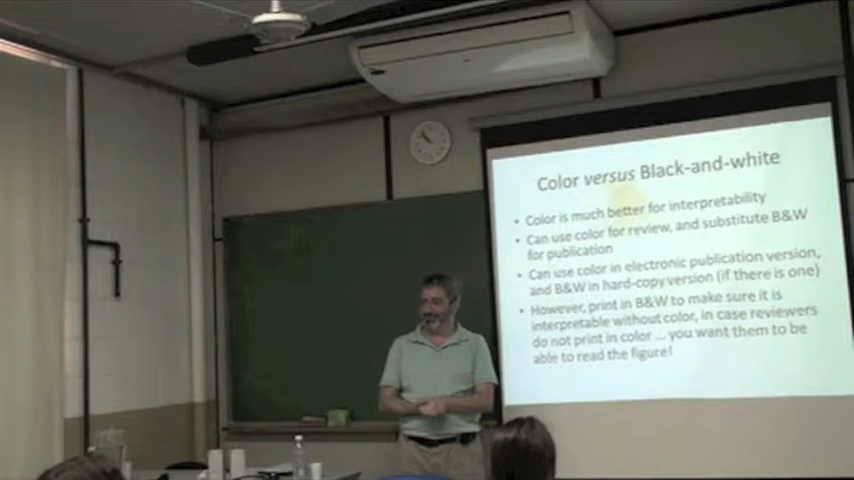 Color versus Black-and-white
• Color is much better for interpretability
• Can use color for review, and substitute B&W
for publication
• Can use color in electronic publication version,
and B&W in hard-copy version (if there is one)
• However, print in B&W to make sure it is
interpretable without color, in case reviewers
do not print in color ... you want them to be
able to read the figure!